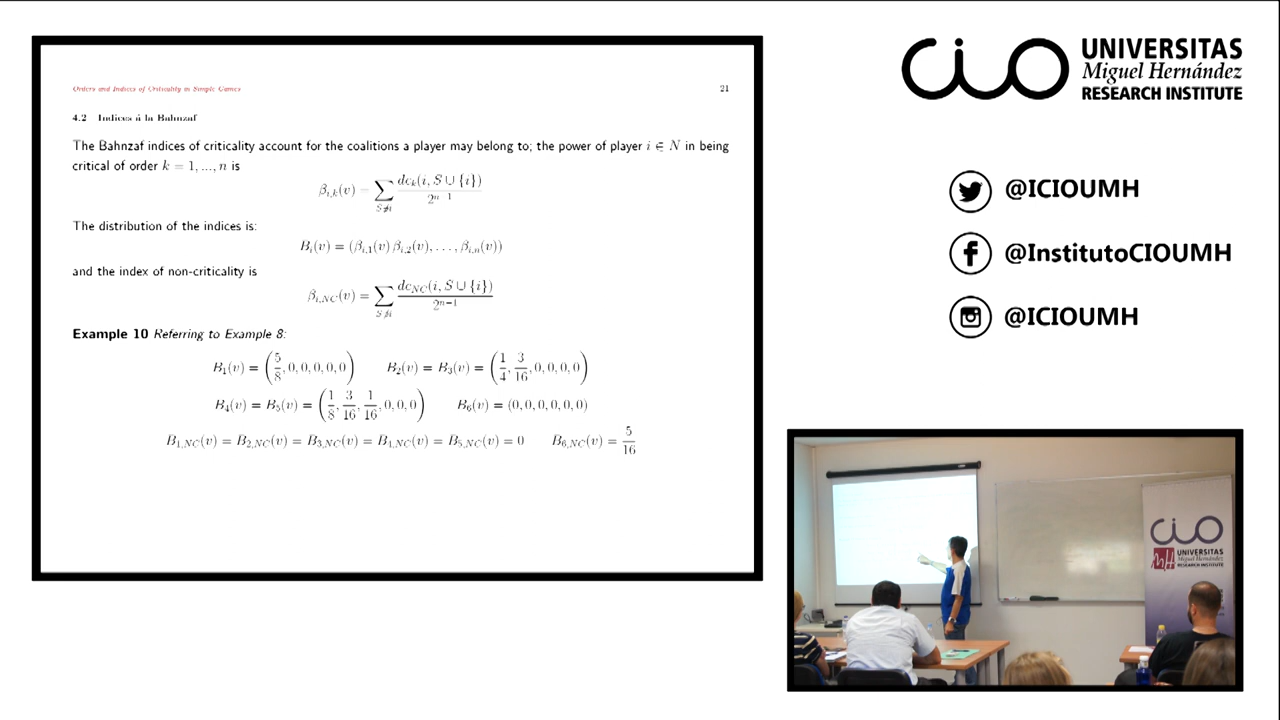 Orders and Indices of Criticality in Simple Games
21
4.2 Indices á la Bahnzaf
The Bahnzaf indices of criticality account for the coalitions a player may belong to; the power of player i ∈ N in being
critical of order k = 1, ..., n is
β_{i,k}(v) = ∑_{S∌i} dc_k(i, S ∪ {i}) / 2^{n−1}
The distribution of the indices is:
B_i(v) = (β_{i,1}(v) β_{i,2}(v), . . . , β_{i,n}(v))
and the index of non-criticality is
β_{i,NC}(v) = ∑_{S∌i} dc_{NC}(i, S ∪ {i}) / 2^{n−1}
Example 10 Referring to Example 8:
B_1(v) = (5/8, 0, 0, 0, 0, 0) B_2(v) = B_3(v) = (1/4, 3/16, 0, 0, 0, 0)
B_4(v) = B_5(v) = (1/8, 3/16, 1/16, 0, 0, 0) B_6(v) = (0, 0, 0, 0, 0, 0)
B_{1,NC}(v) = B_{2,NC}(v) = B_{3,NC}(v) = B_{4,NC}(v) = B_{5,NC}(v) = 0 B_{6,NC}(v) = 5/16
cio
UNIVERSITAS
Miguel Hernández
RESEARCH INSTITUTE
@ICIOUMH
@InstitutoCIOUMH
@ICIOUMH
cio
UNIVERSITAS
Miguel Hernández
RESEARCH INSTITUTE